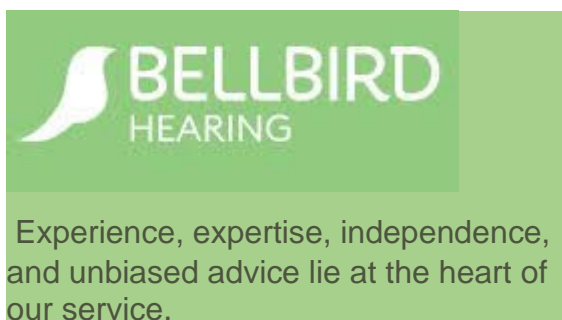 BELLBIRD
HEARING
Experience, expertise, independence,
and unbiased advice lie at the heart of
our service.